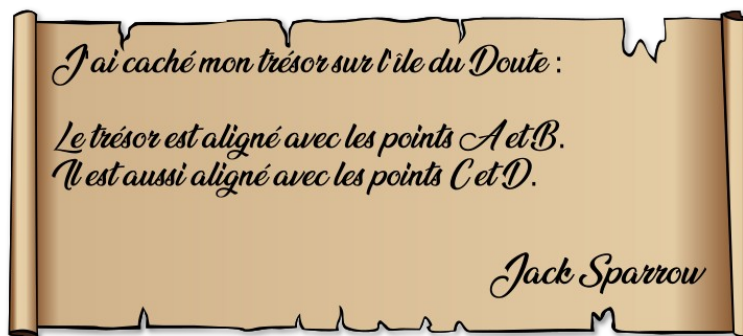 J'ai caché mon trésor sur l'île du Doute :
Le trésor est aligné avec les points A et B.
Il est aussi aligné avec les points C et D.
Jack Sparrow